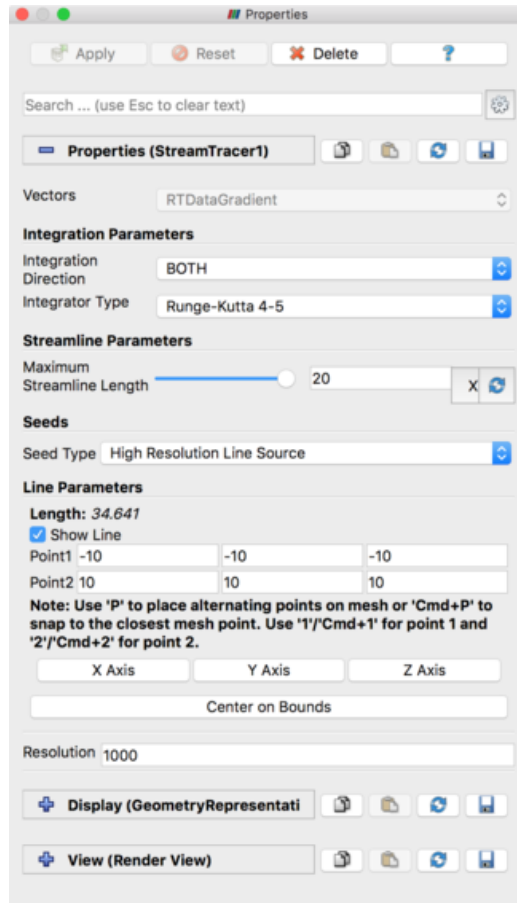 Properties
Apply Reset Delete ?
Search ... (use Esc to clear text)
Properties (StreamTracer1)
Vectors RTDataGradient
Integration Parameters
Integration
Direction BOTH
Integrator Type Runge-Kutta 4-5
Streamline Parameters
Maximum
Streamline Length 20 X
Seeds
Seed Type High Resolution Line Source
Line Parameters
Length: 34.641
Show Line
Point1 -10 -10 -10
Point2 10 10 10
Note: Use 'P' to place alternating points on mesh or 'Cmd+P' to
snap to the closest mesh point. Use '1'/'Cmd+1' for point 1 and
'2'/'Cmd+2' for point 2.
X Axis Y Axis Z Axis
Center on Bounds
Resolution 1000
Display (GeometryRepresentati
View (Render View)